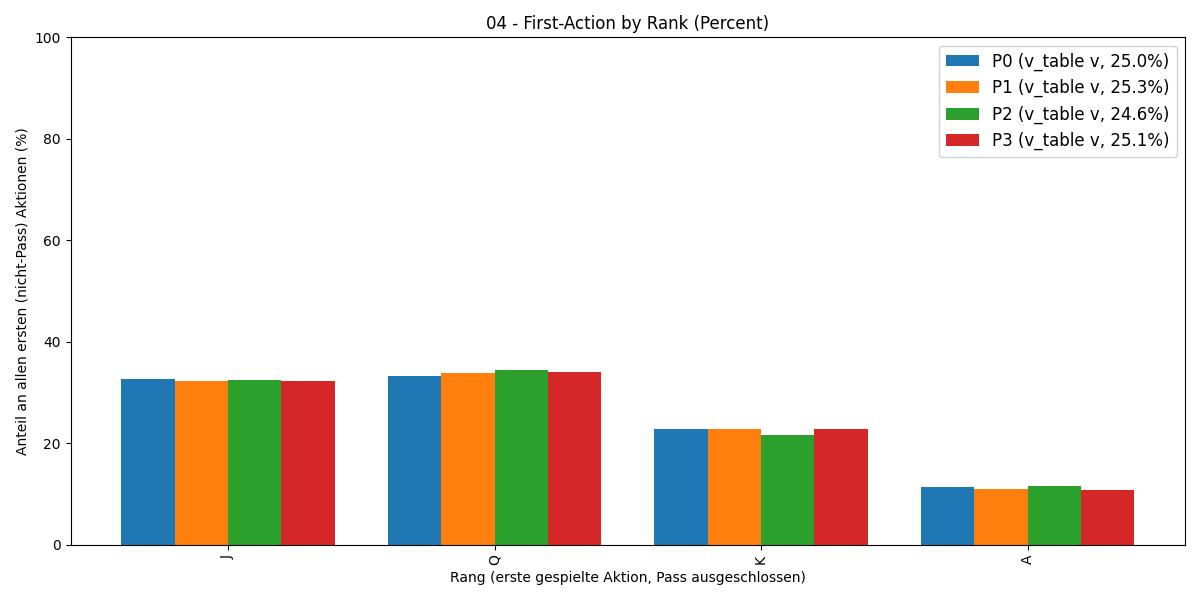 04 - First-Action by Rank (Percent)
Anteil an allen ersten (nicht-Pass) Aktionen (%)
100
80
60
40
20
0
P0 (v_table v, 25.0%)
P1 (v_table v, 25.3%)
P2 (v_table v, 24.6%)
P3 (v_table v, 25.1%)
J
Q
K
A
Rang (erste gespielte Aktion, Pass ausgeschlossen)